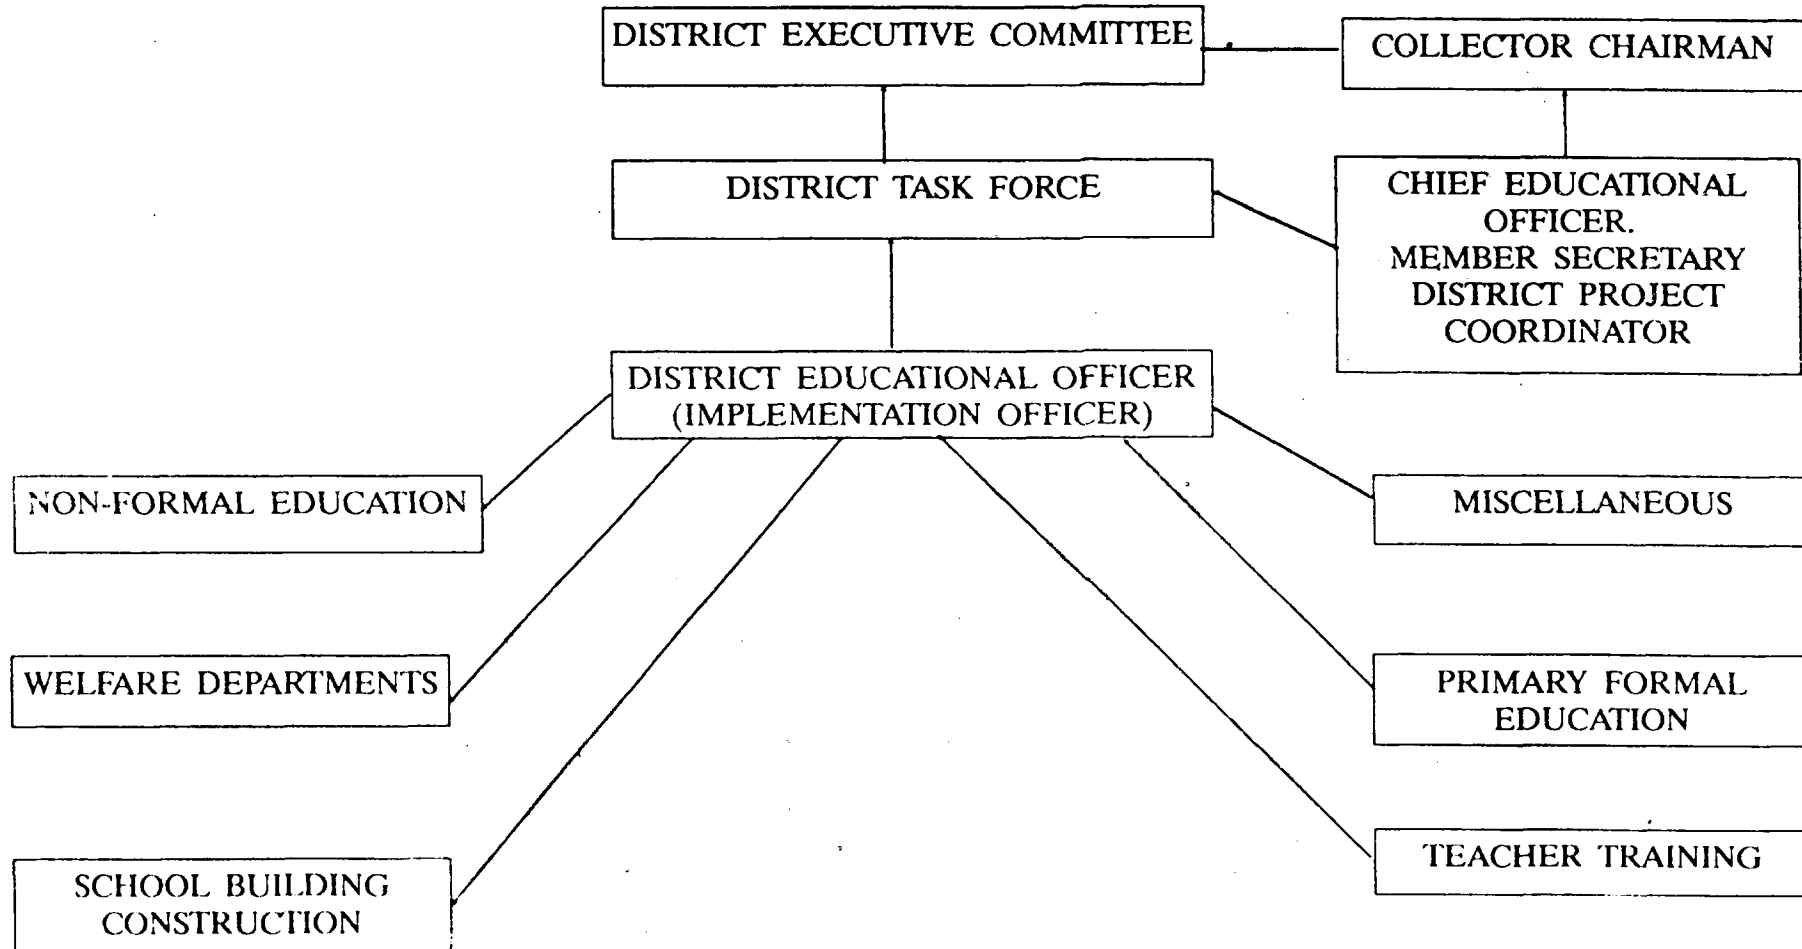 DISTRICT EXECUTIVE COMMITTEE
COLLECTOR CHAIRMAN
DISTRICT TASK FORCE
CHIEF EDUCATIONAL
OFFICER.
MEMBER SECRETARY
DISTRICT PROJECT
COORDINATOR
DISTRICT EDUCATIONAL OFFICER
(IMPLEMENTATION OFFICER)
NON-FORMAL EDUCATION
MISCELLANEOUS
WELFARE DEPARTMENTS
PRIMARY FORMAL
EDUCATION
SCHOOL BUILDING
CONSTRUCTION
TEACHER TRAINING